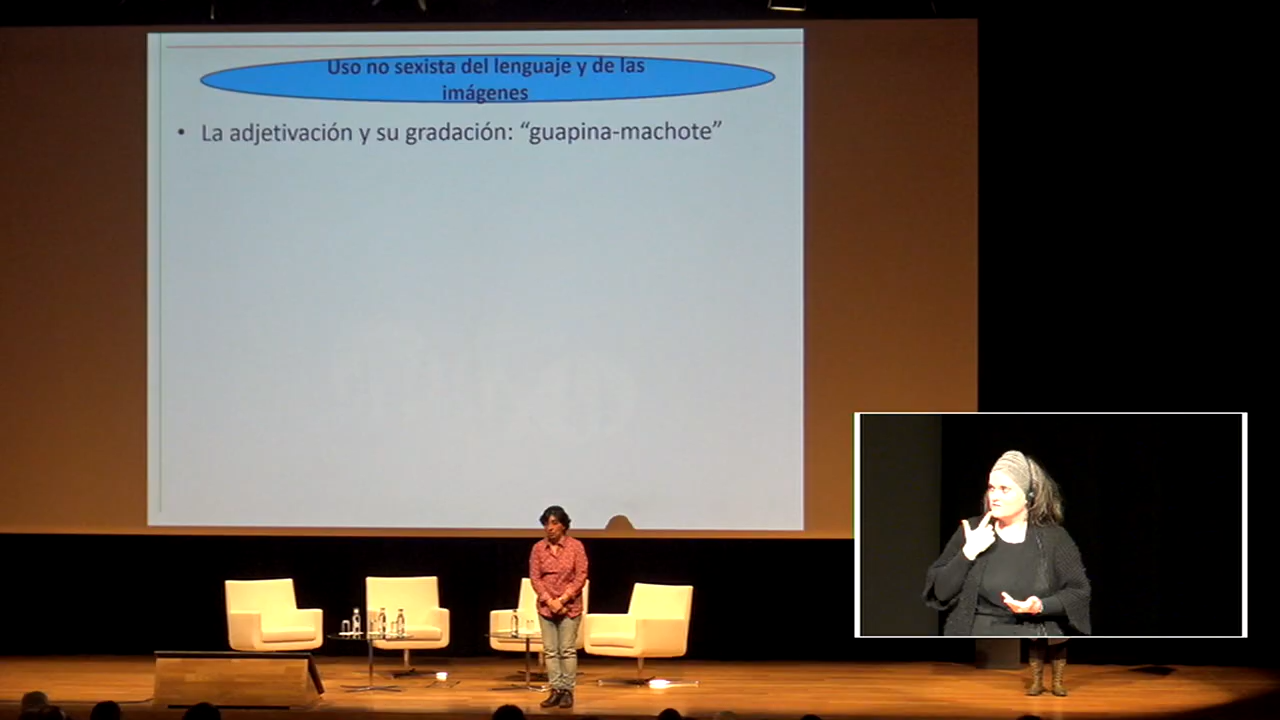 Uso no sexista del lenguaje y de las
imágenes
• La adjetivación y su gradación: “guapina-machote”